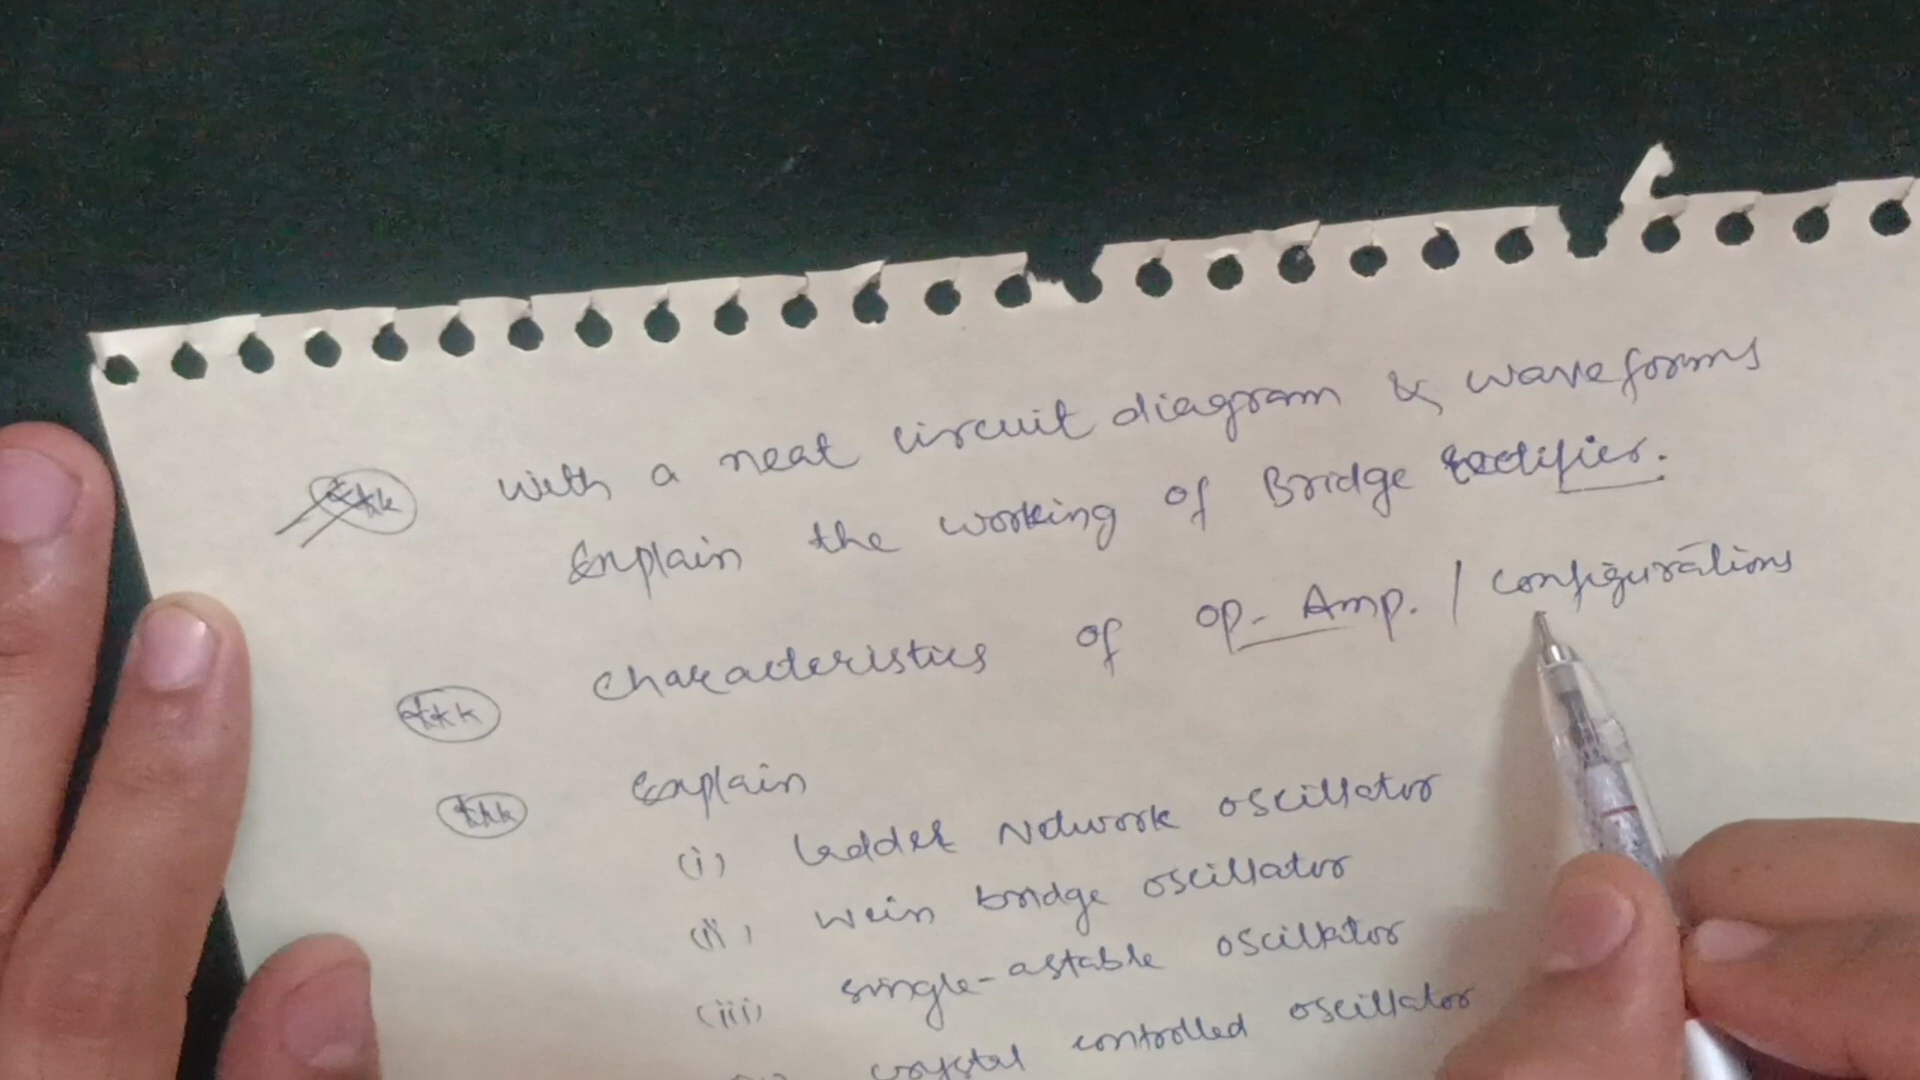 *** with a neat circuit diagram & waveforms
Explain the working of Bridge rectifier.
*** characteristics of op-Amp. / configurations
*** Explain
(i) ladder Network oscillator
(ii) wein bridge oscillator
(iii) single-astable oscillator
crystal controlled oscillator